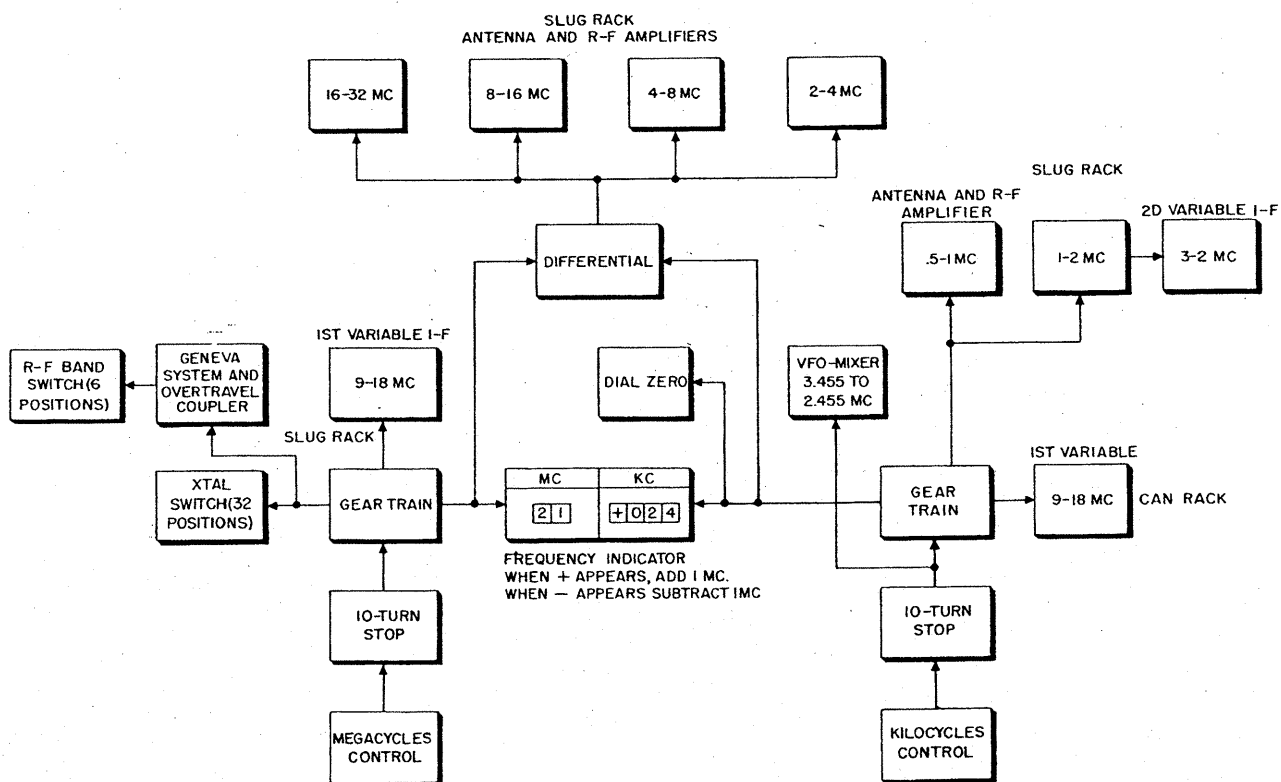 SLUG RACK
ANTENNA AND R-F AMPLIFIERS
16-32 MC
8-16 MC
4-8 MC
2-4 MC
SLUG RACK
ANTENNA AND R-F
AMPLIFIER
2D VARIABLE I-F
.5-1 MC
1-2 MC
3-2 MC
DIFFERENTIAL
1ST VARIABLE I-F
R-F BAND
SWITCH(6
POSITIONS)
GENEVA
SYSTEM AND
OVERTRAVEL
COUPLER
9-18 MC
DIAL ZERO
VFO-MIXER
3.455 TO
2.455 MC
SLUG RACK
1ST VARIABLE
XTAL
SWITCH(32
POSITIONS)
GEAR TRAIN
MC
KC
21
+024
GEAR
TRAIN
9-18 MC
CAN RACK
FREQUENCY INDICATOR
WHEN + APPEARS, ADD 1 MC.
WHEN — APPEARS SUBTRACT 1MC
10-TURN
STOP
10-TURN
STOP
MEGACYCLES
CONTROL
KILOCYCLES
CONTROL